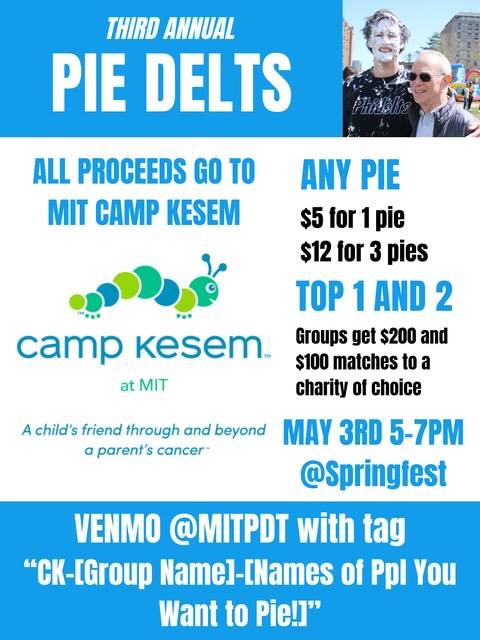 THIRD ANNUAL
PIE DELTS
ALL PROCEEDS GO TO
MIT CAMP KESEM
camp kesem™
at MIT
A child's friend through and beyond
a parent's cancer™
ANY PIE
$5 for 1 pie
$12 for 3 pies
TOP 1 AND 2
Groups get $200 and
$100 matches to a
charity of choice
MAY 3RD 5-7PM
@Springfest
VENMO @MITPDT with tag
“CK-[Group Name]-[Names of Ppl You
Want to Pie!]”